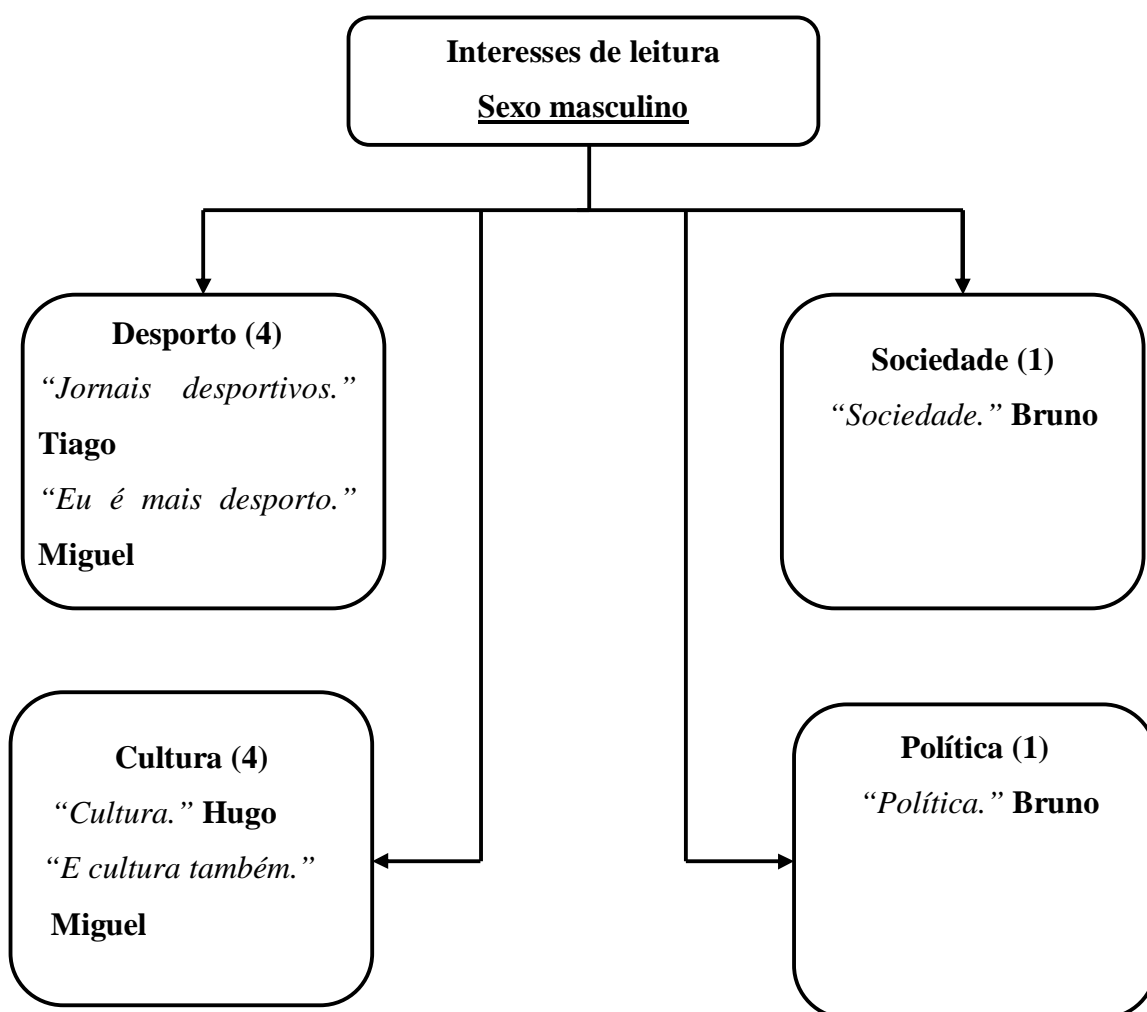 Interesses de leitura
Sexo masculino
Desporto (4)
“Jornais desportivos.”
Tiago
“Eu é mais desporto.”
Miguel
Sociedade (1)
“Sociedade.” Bruno
Cultura (4)
“Cultura.” Hugo
“E cultura também.”
Miguel
Política (1)
“Política.” Bruno